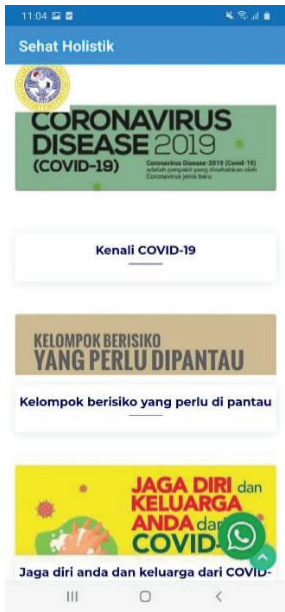 11:04
Sehat Holistik
CORONAVIRUS
DISEASE 2019
(COVID-19)
Coronavirus Disease-2019 (Covid-19)
adalah penyakit yang disebabkan oleh
Coronavirus jenis baru
Kenali COVID-19
KELOMPOK BERISIKO
YANG PERLU DIPANTAU
Kelompok berisiko yang perlu di pantau
JAGA DIRI dan
KELUARGA
ANDA dari
COVID-
Jaga diri anda dan keluarga dari COVID-